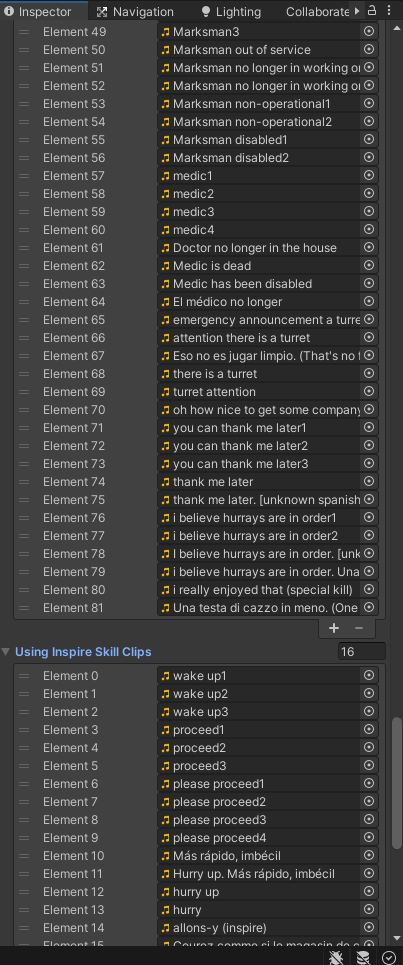 Inspector Navigation Lighting Collaborate
Element 49 Marksman3
Element 50 Marksman out of service
Element 51 Marksman no longer in working
Element 52 Marksman no longer in working
Element 53 Marksman non-operational1
Element 54 Marksman non-operational2
Element 55 Marksman disabled1
Element 56 Marksman disabled2
Element 57 medic1
Element 58 medic2
Element 59 medic3
Element 60 medic4
Element 61 Doctor no longer in the house
Element 62 Medic is dead
Element 63 Medic has been disabled
Element 64 El médico no longer
Element 65 emergency announcement a turre
Element 66 attention there is a turret
Element 67 Eso no es jugar limpio. (That's no
Element 68 there is a turret
Element 69 turret attention
Element 70 oh how nice to get some company
Element 71 you can thank me later1
Element 72 you can thank me later2
Element 73 you can thank me later3
Element 74 thank me later
Element 75 thank me later. [unknown spanish
Element 76 i believe hurrays are in order1
Element 77 i believe hurrays are in order2
Element 78 I believe hurrays are in order. [unk
Element 79 i believe hurrays are in order. Una
Element 80 i really enjoyed that (special kill)
Element 81 Una testa di cazzo in meno. (One
+ −
Using Inspire Skill Clips 16
Element 0 wake up1
Element 1 wake up2
Element 2 wake up3
Element 3 proceed1
Element 4 proceed2
Element 5 proceed3
Element 6 please proceed1
Element 7 please proceed2
Element 8 please proceed3
Element 9 please proceed4
Element 10 Más rápido, imbécil
Element 11 Hurry up. Más rápido, imbécil
Element 12 hurry up
Element 13 hurry
Element 14 allons-y (inspire)
Element 15 Courez comme si le magasin de